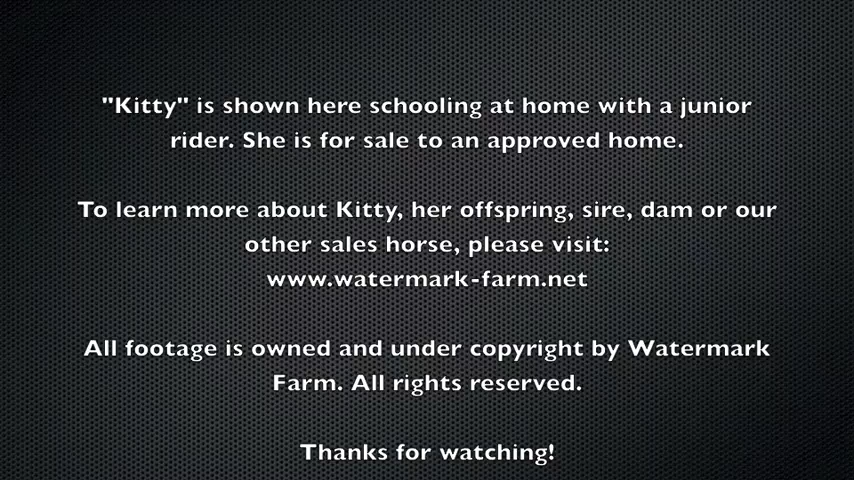 "Kitty" is shown here schooling at home with a junior
rider. She is for sale to an approved home.
To learn more about Kitty, her offspring, sire, dam or our
other sales horse, please visit:
www.watermark-farm.net
All footage is owned and under copyright by Watermark
Farm. All rights reserved.
Thanks for watching!